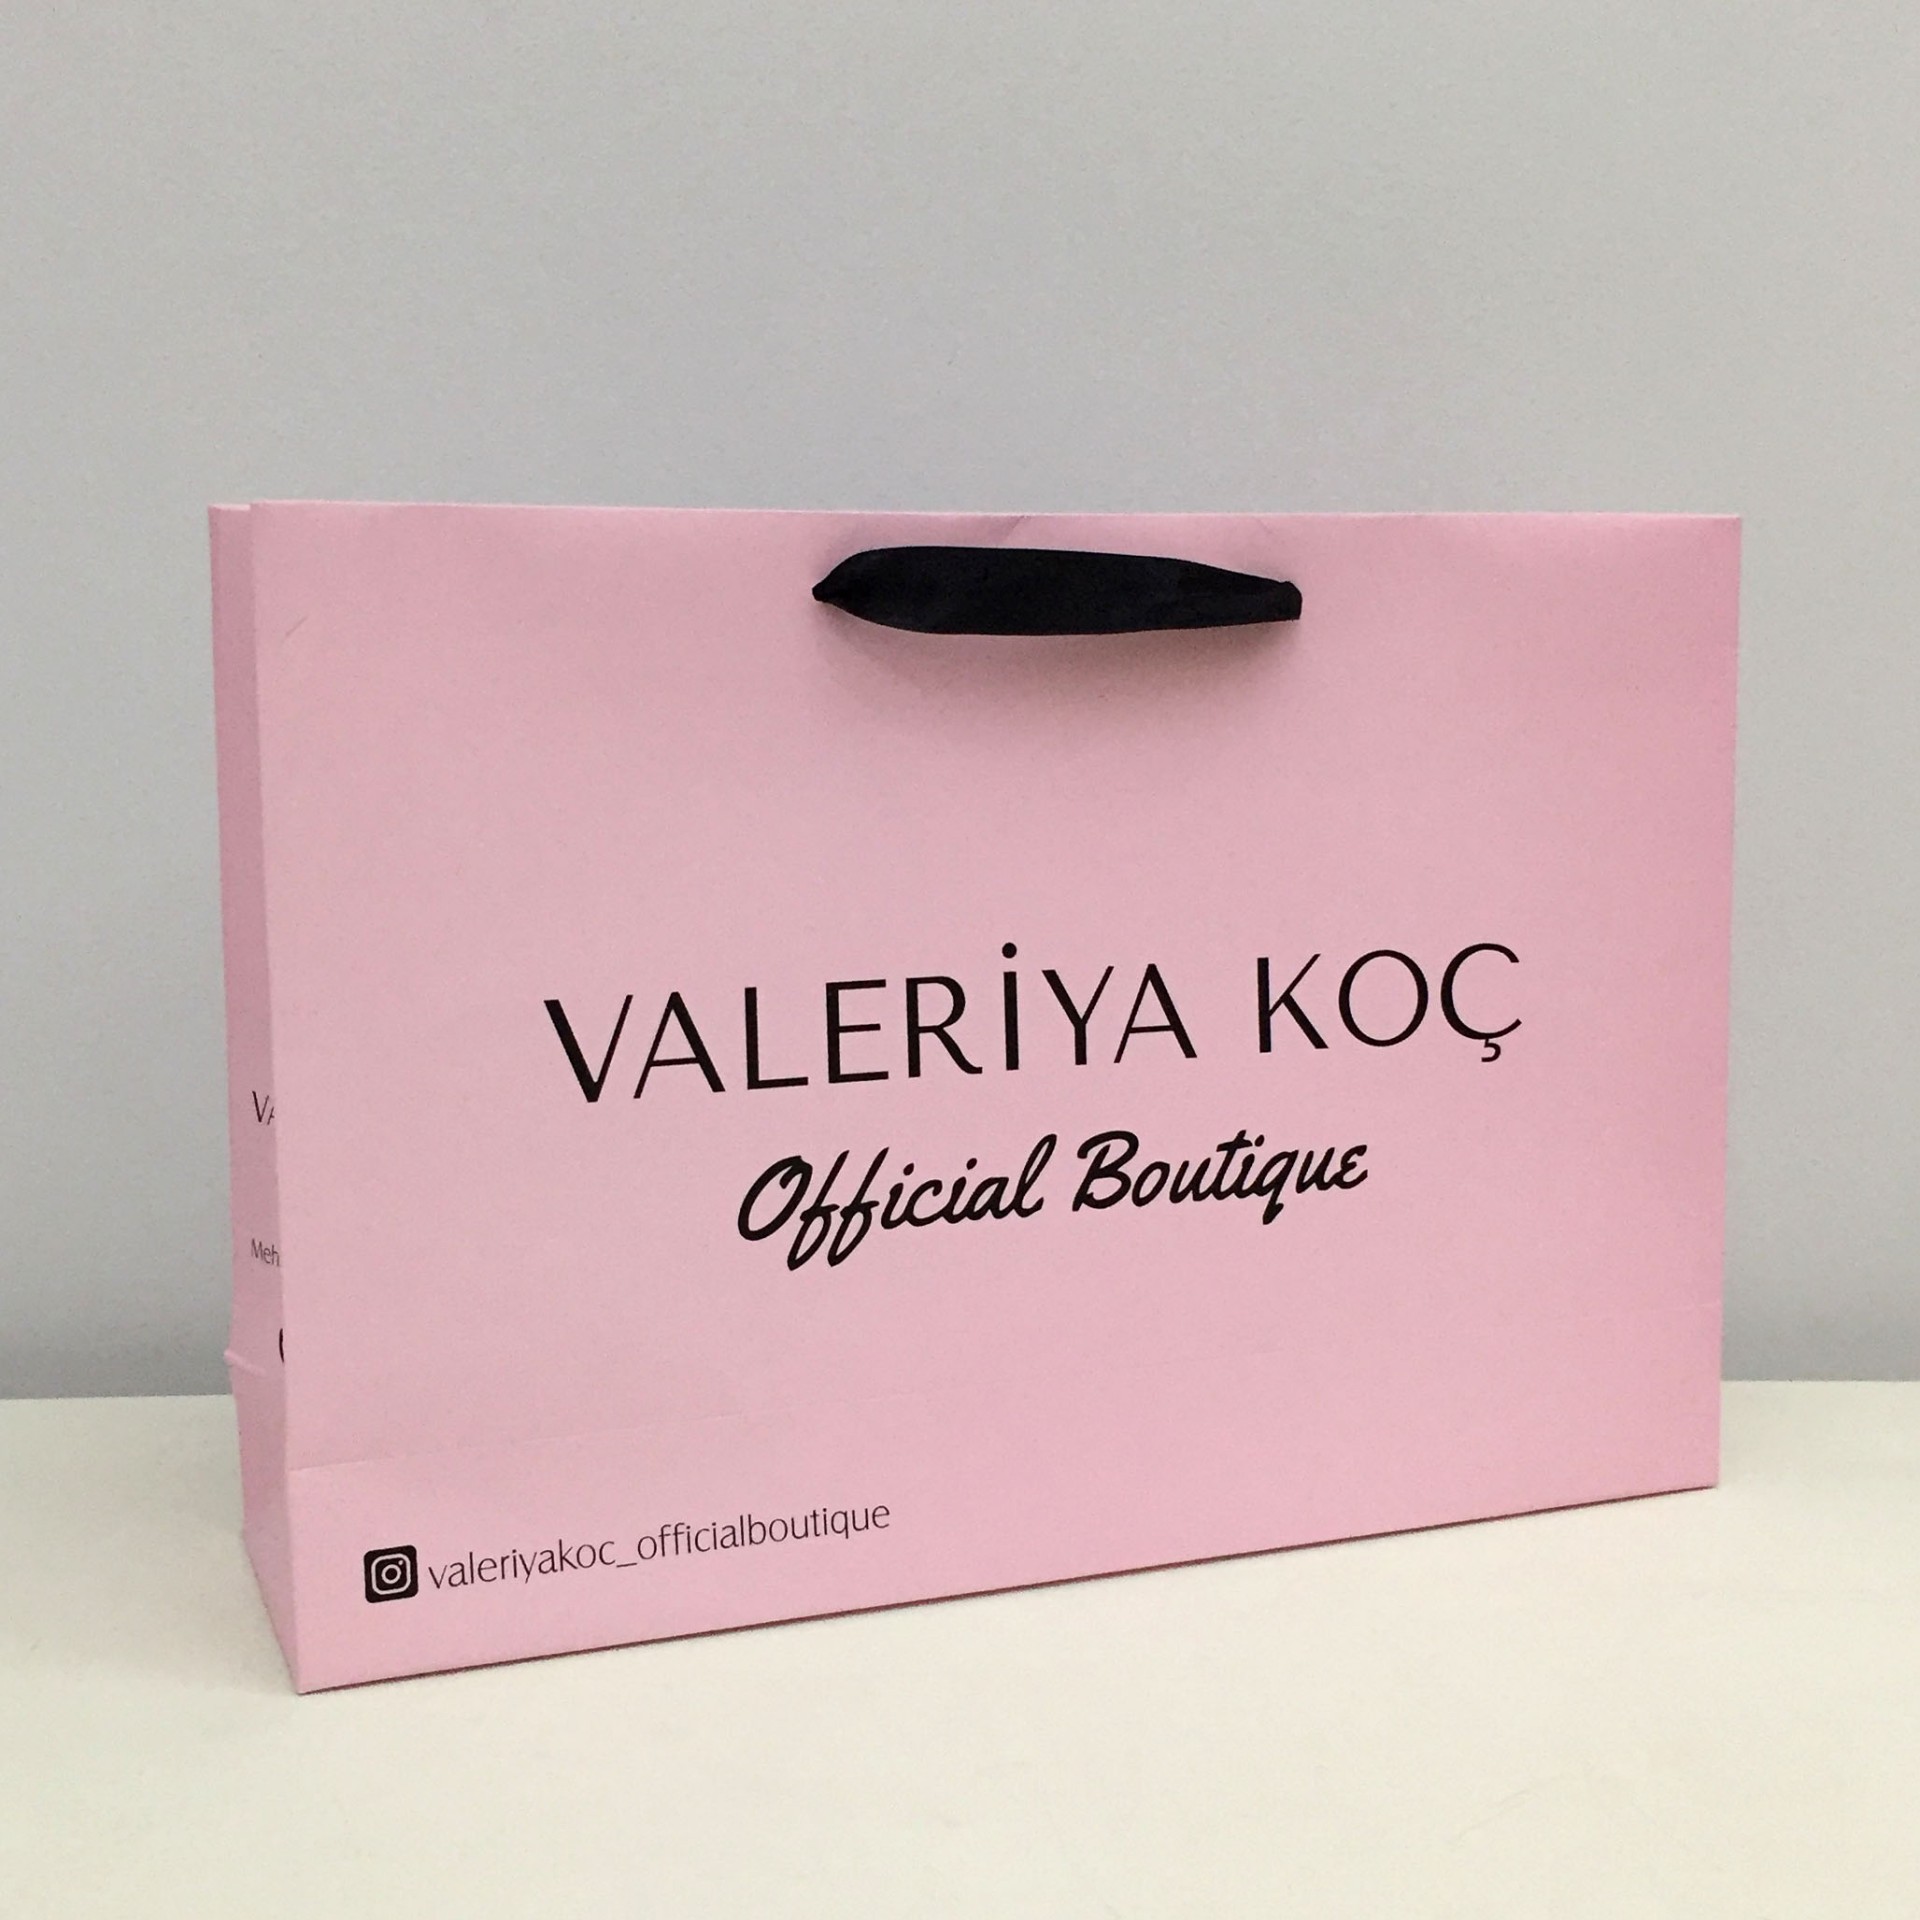 VALERİYA KOÇ
Official Boutique
valeriyakoc_officialboutique